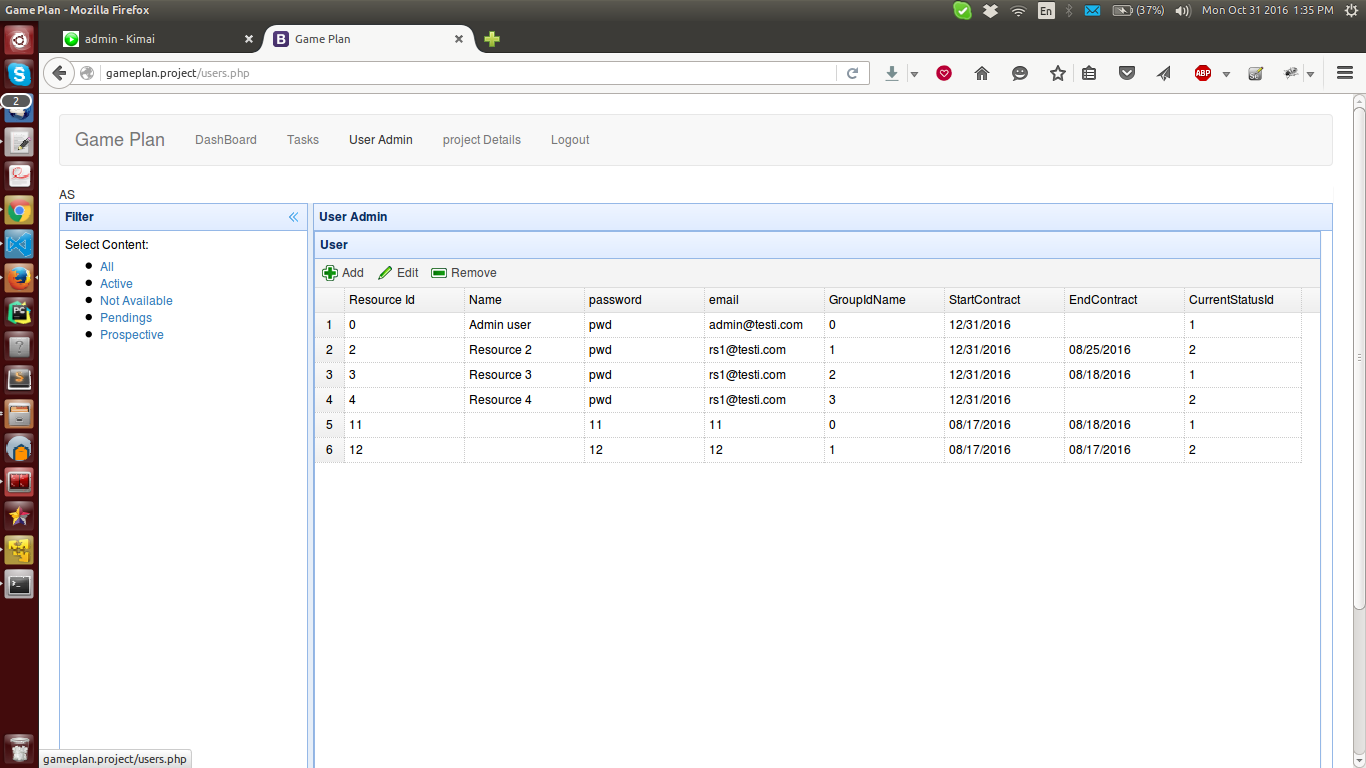 Game Plan - Mozilla Firefox
En (37%) Mon Oct 31 2016 1:35 PM
admin - Kimai
Game Plan
gameplan.project/users.php
ABP
2
Game Plan DashBoard Tasks User Admin project Details Logout
AS
Filter
Select Content:
All
Active
Not Available
Pendings
Prospective
User Admin
User
Add Edit Remove
Resource Id Name password email GroupIdName StartContract EndContract CurrentStatusId
1 0 Admin user pwd admin@testi.com 0 12/31/2016 1
2 2 Resource 2 pwd rs1@testi.com 1 12/31/2016 08/25/2016 2
3 3 Resource 3 pwd rs1@testi.com 2 12/31/2016 08/18/2016 1
4 4 Resource 4 pwd rs1@testi.com 3 12/31/2016 2
5 11 11 11 0 08/17/2016 08/18/2016 1
6 12 12 12 1 08/17/2016 08/17/2016 2
gameplan.project/users.php